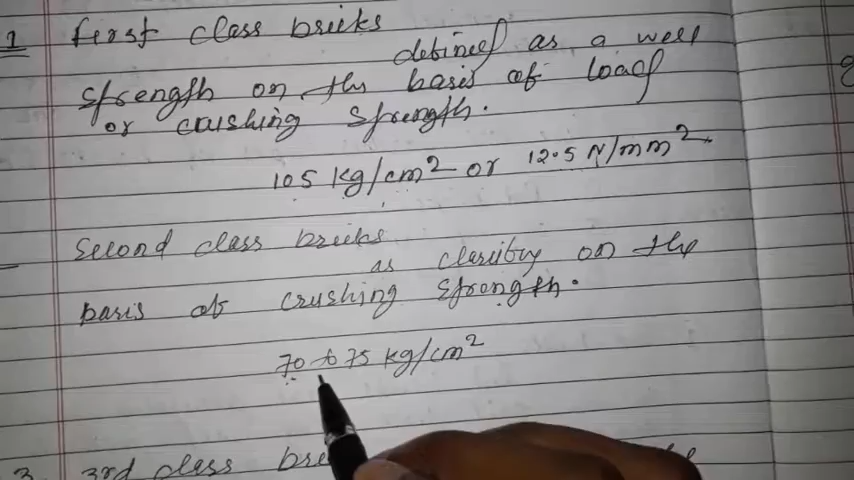 1 first class bricks
defined as a well
strength on the basis of load
or crushing strength.
105 kg/cm² or 12.5 N/mm².
Second class bricks
as on the
basis of crushing strength.
70 to 75 kg/cm²
3. 3rd class